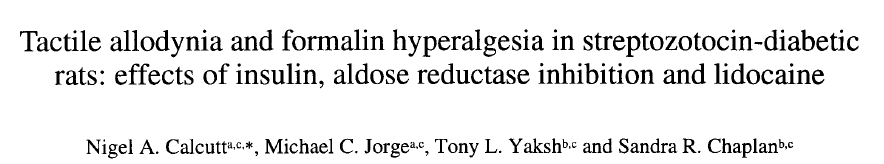 Tactile allodynia and formalin hyperalgesia in streptozotocin-diabetic
rats: effects of insulin, aldose reductase inhibition and lidocaine
Nigel A. Calcutt^a,c,*, Michael C. Jorge^a,c, Tony L. Yaksh^b,c and Sandra R. Chaplan^b,c